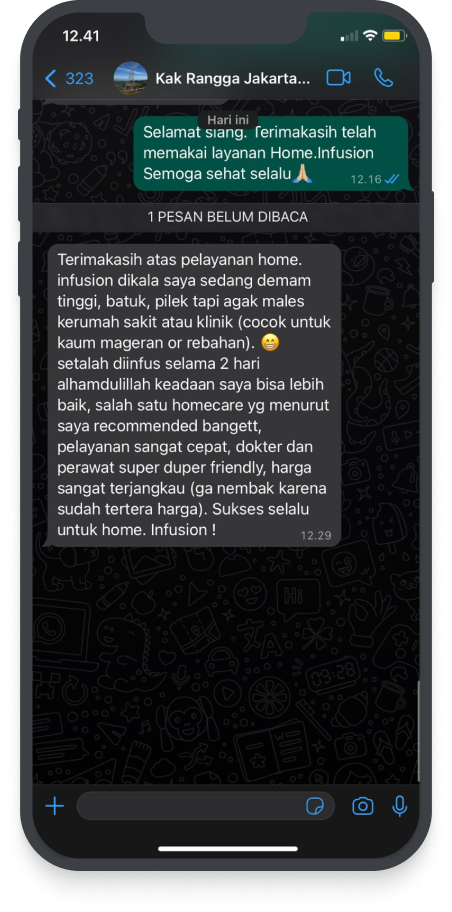 12.41
323
Kak Rangga Jakarta...
Hari ini
Selamat siang. Terimakasih telah
memakai layanan Home.Infusion
Semoga sehat selalu🙏🏼
12.16
1 PESAN BELUM DIBACA
Terimakasih atas pelayanan home.
infusion dikala saya sedang demam
tinggi, batuk, pilek tapi agak males
kerumah sakit atau klinik (cocok untuk
kaum mageran or rebahan). 😁
setalah diinfus selama 2 hari
alhamdulillah keadaan saya bisa lebih
baik, salah satu homecare yg menurut
saya recommended bangett,
pelayanan sangat cepat, dokter dan
perawat super duper friendly, harga
sangat terjangkau (ga nembak karena
sudah tertera harga). Sukses selalu
untuk home. Infusion !
12.29